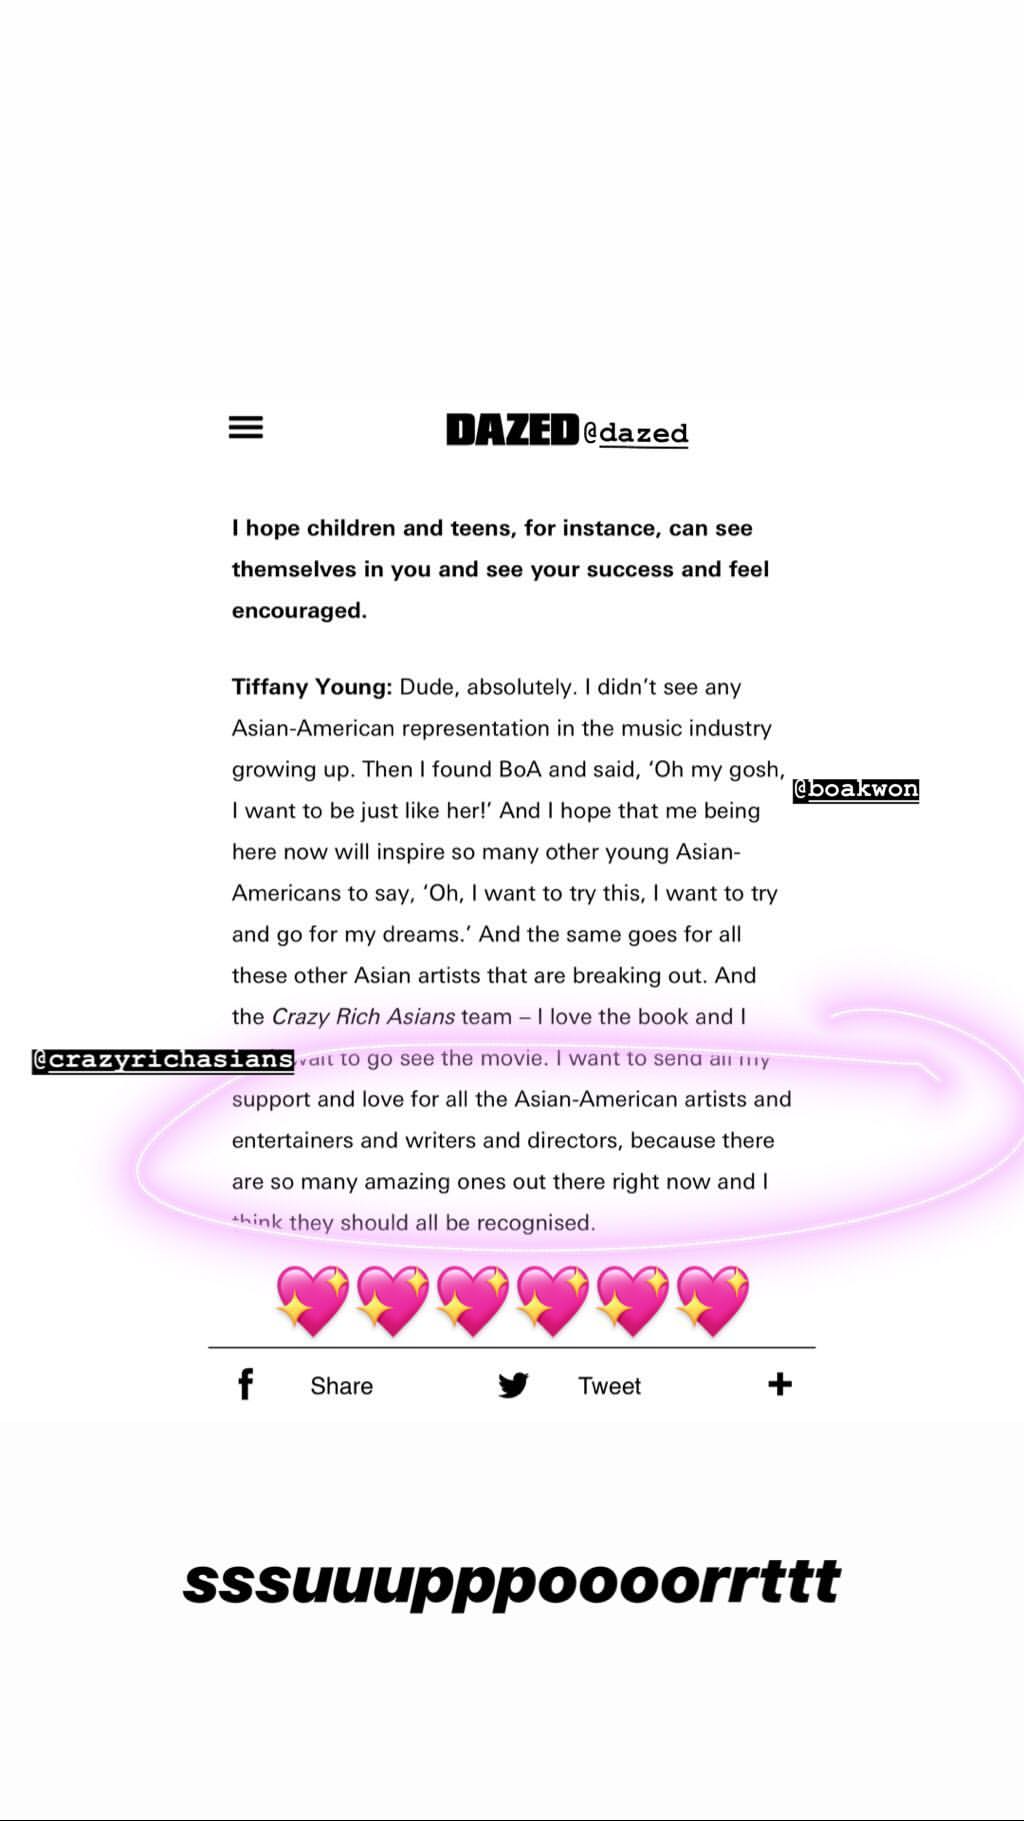 DAZED @dazed
I hope children and teens, for instance, can see
themselves in you and see your success and feel
encouraged.
Tiffany Young: Dude, absolutely. I didn't see any
Asian-American representation in the music industry
growing up. Then I found BoA and said, ‘Oh my gosh,
@boakwon
I want to be just like her!’ And I hope that me being
here now will inspire so many other young Asian-
Americans to say, ‘Oh, I want to try this, I want to try
and go for my dreams.’ And the same goes for all
these other Asian artists that are breaking out. And
the Crazy Rich Asians team – I love the book and I
@crazyrichasians wait to go see the movie. I want to send all my
support and love for all the Asian-American artists and
entertainers and writers and directors, because there
are so many amazing ones out there right now and I
think they should all be recognised.
Share Tweet
sssuuupppoooorrttt